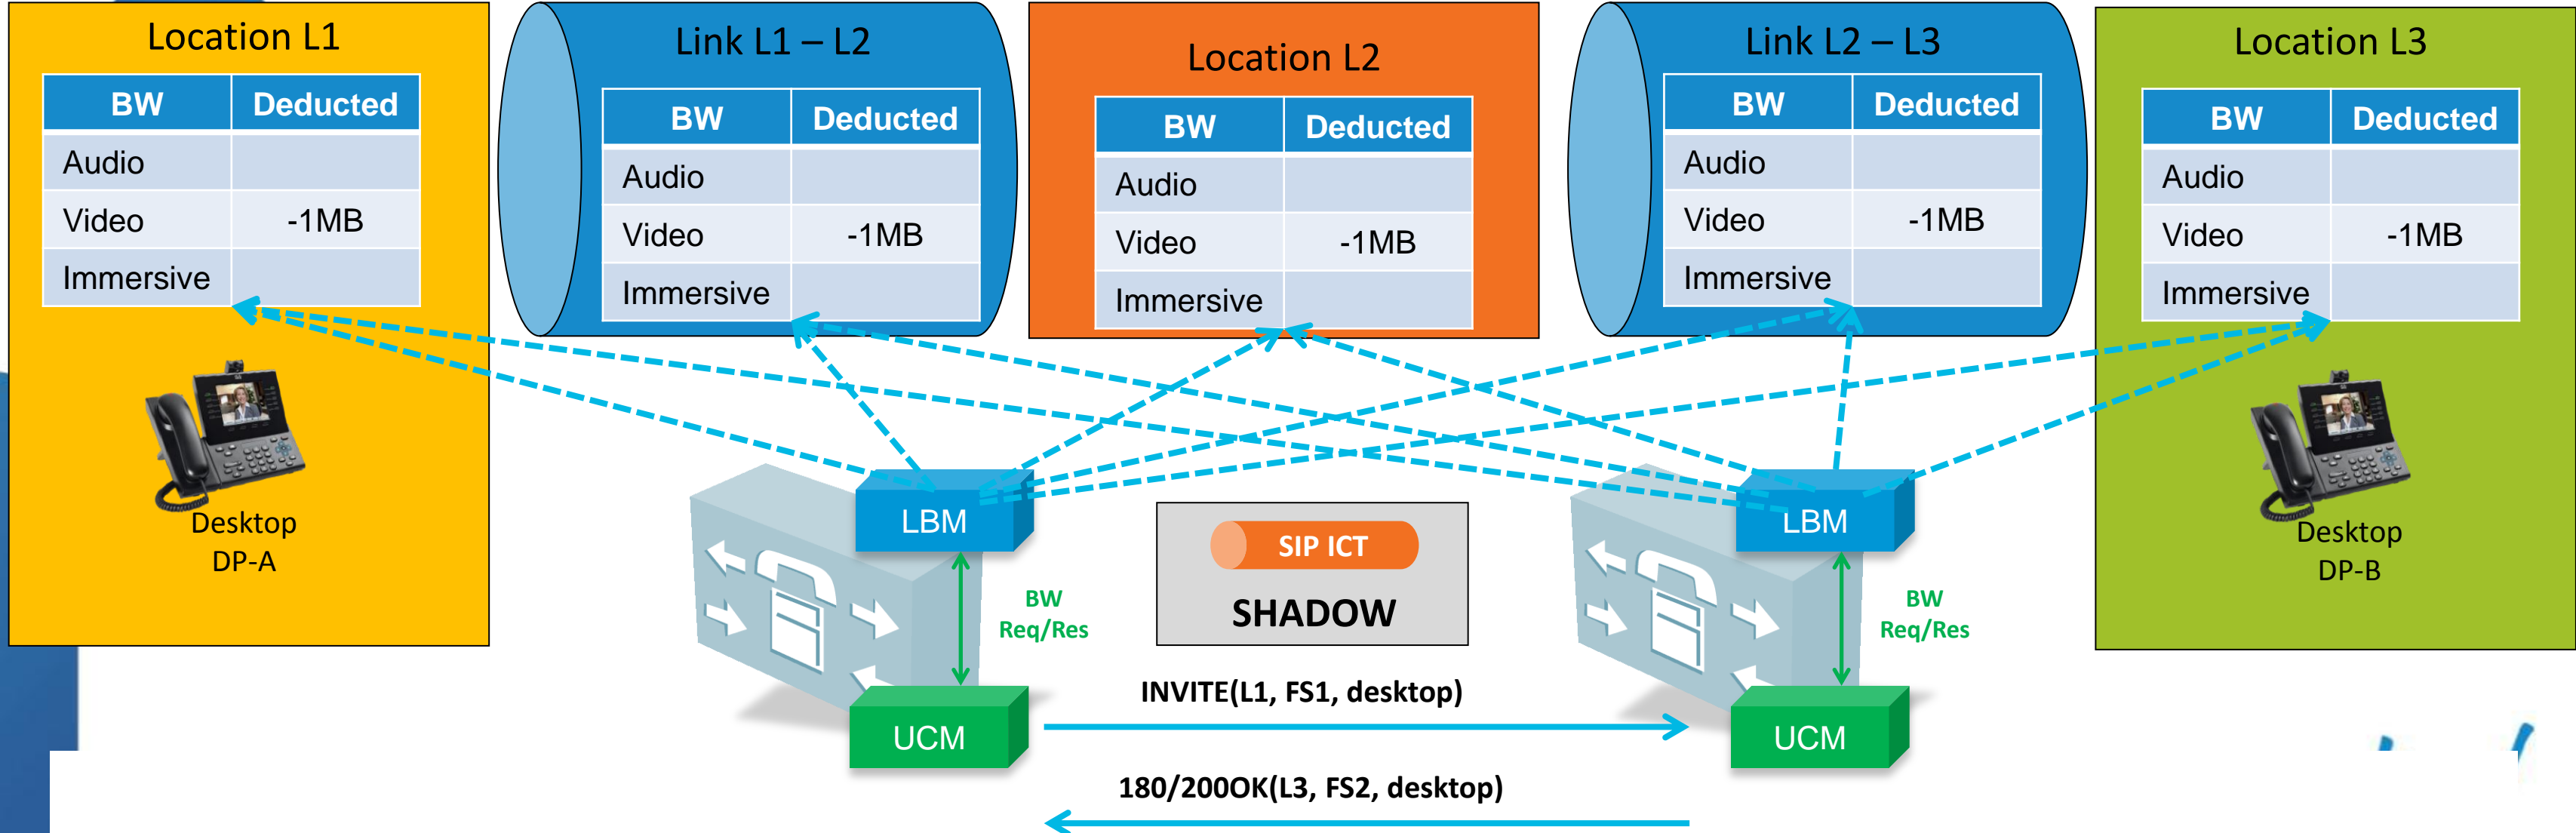 Location L1
BW Deducted
Audio
Video -1MB
Immersive
Desktop
DP-A
Link L1 – L2
BW Deducted
Audio
Video -1MB
Immersive
Location L2
BW Deducted
Audio
Video -1MB
Immersive
Link L2 – L3
BW Deducted
Audio
Video -1MB
Immersive
Location L3
BW Deducted
Audio
Video -1MB
Immersive
Desktop
DP-B
LBM
BW
Req/Res
UCM
SIP ICT
SHADOW
LBM
BW
Req/Res
UCM
INVITE(L1, FS1, desktop)
180/200OK(L3, FS2, desktop)